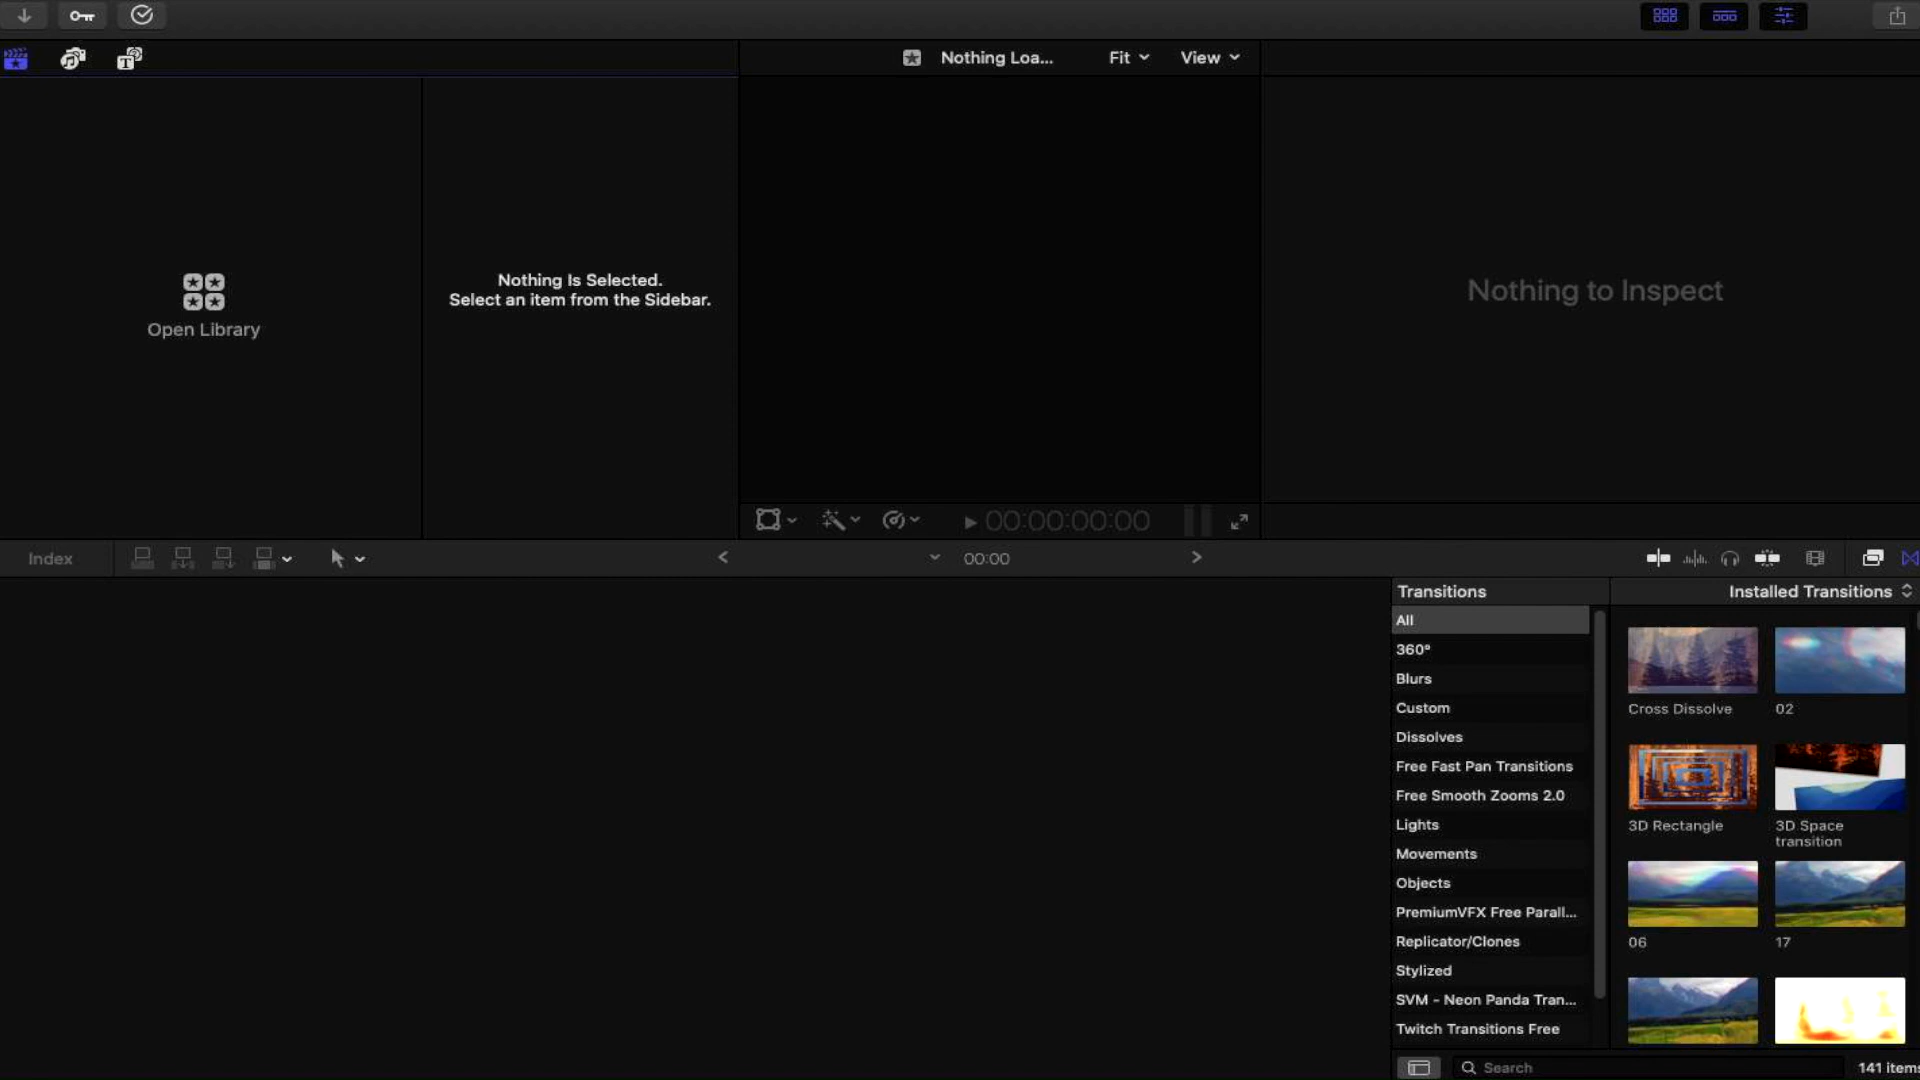 Nothing Loa...
Fit
View
Open Library
Nothing Is Selected.
Select an item from the Sidebar.
Nothing to Inspect
00:00:00:00
Index
00:00
Transitions
Installed Transitions
All
360°
Blurs
Custom
Dissolves
Free Fast Pan Transitions
Free Smooth Zooms 2.0
Lights
Movements
Objects
PremiumVFX Free Parall...
Replicator/Clones
Stylized
SVM - Neon Panda Tran...
Twitch Transitions Free
Cross Dissolve
02
3D Rectangle
3D Space
transition
06
17
Search
141 items